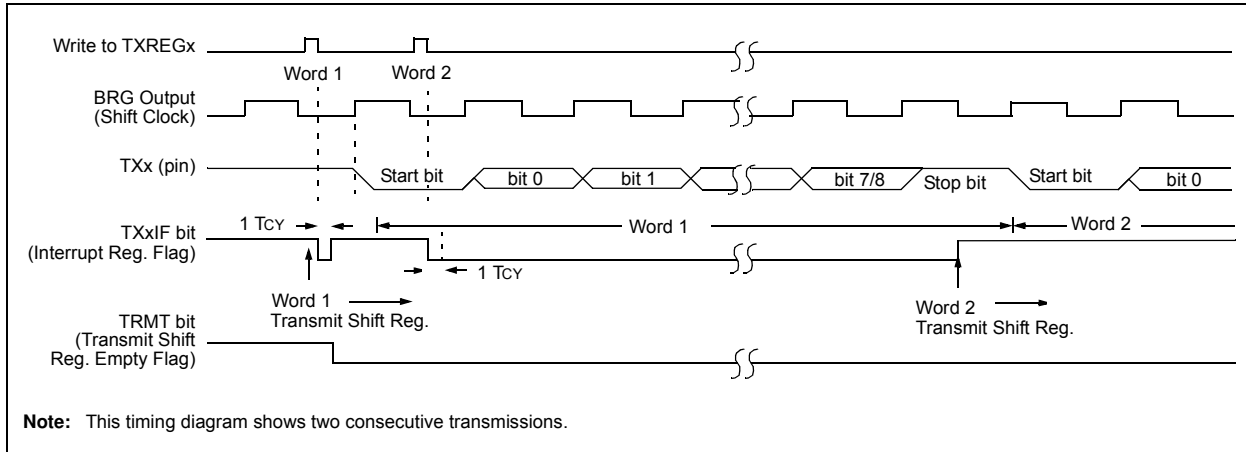 Write to TXREGx
Word 1
Word 2
BRG Output
(Shift Clock)
TXx (pin)
Start bit
bit 0
bit 1
bit 7/8
Stop bit
Start bit
bit 0
1 TCY
Word 1
Word 2
TXxIF bit
(Interrupt Reg. Flag)
1 TCY
Word 1
Transmit Shift Reg.
Word 2
Transmit Shift Reg.
TRMT bit
(Transmit Shift
Reg. Empty Flag)
Note: This timing diagram shows two consecutive transmissions.